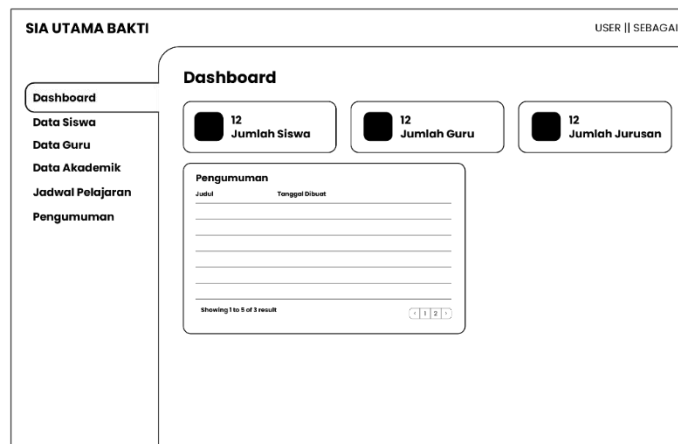 SIA UTAMA BAKTI
USER || SEBAGAI
Dashboard
Data Siswa
Data Guru
Data Akademik
Jadwal Pelajaran
Pengumuman
Dashboard
12
Jumlah Siswa
12
Jumlah Guru
12
Jumlah Jurusan
Pengumuman
Judul Tanggal Dibuat
Showing 1 to 5 of 3 result
‹ 1 2 ›